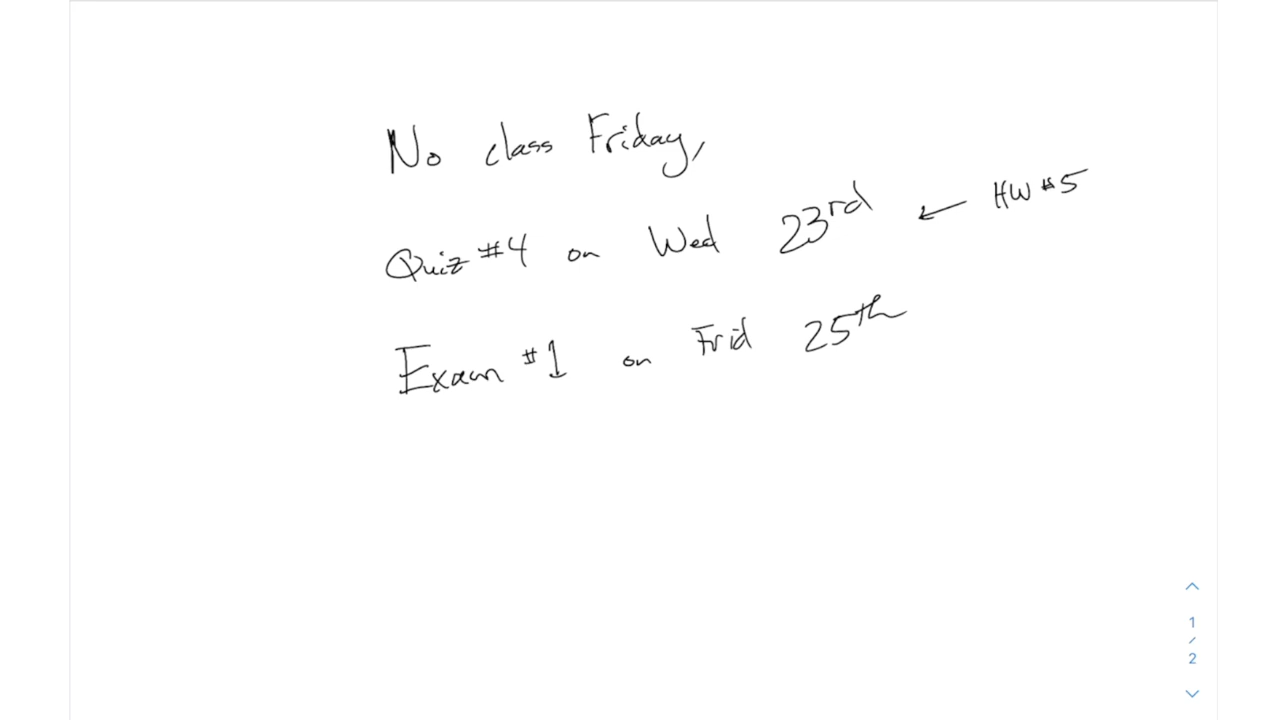 No class Friday,
Quiz #4 on Wed 23rd ← HW #5
Exam #1 on Frid 25th
1
/
2